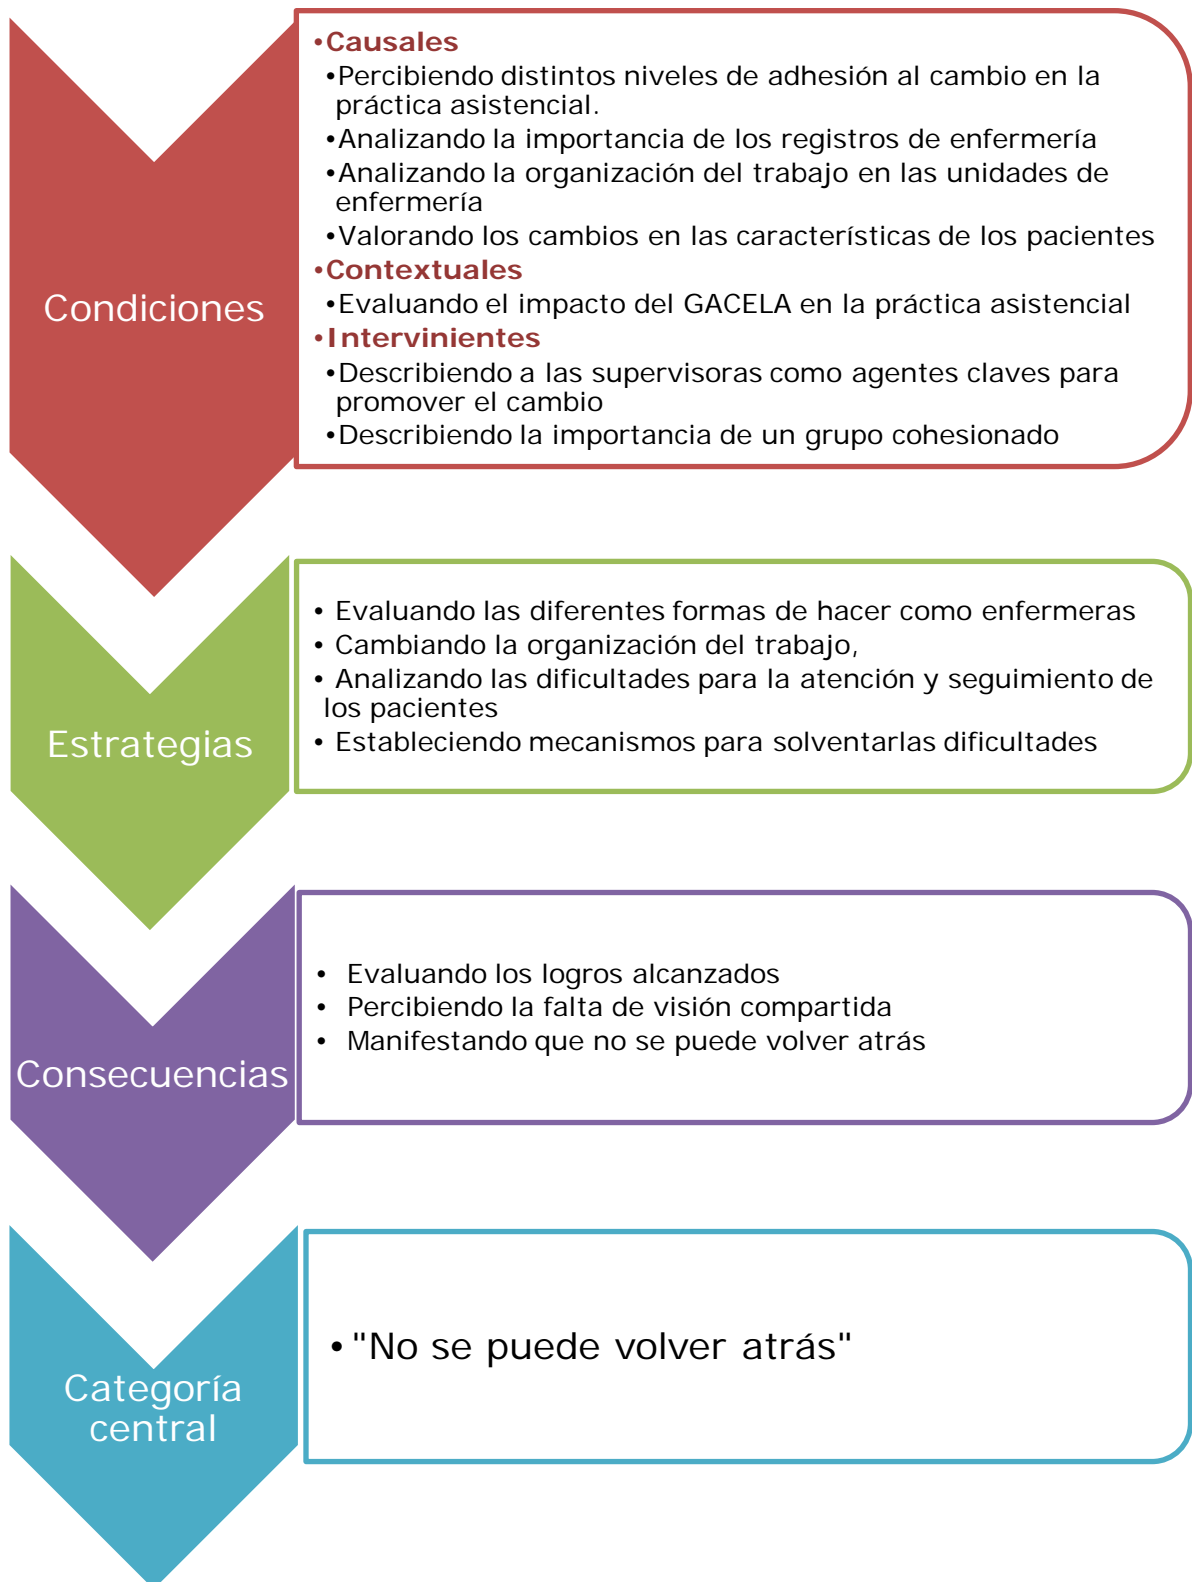 Condiciones
•Causales
•Percibiendo distintos niveles de adhesión al cambio en la
práctica asistencial.
•Analizando la importancia de los registros de enfermería
•Analizando la organización del trabajo en las unidades de
enfermería
•Valorando los cambios en las características de los pacientes
•Contextuales
•Evaluando el impacto del GACELA en la práctica asistencial
•Intervinientes
•Describiendo a las supervisoras como agentes claves para
promover el cambio
•Describiendo la importancia de un grupo cohesionado
Estrategias
• Evaluando las diferentes formas de hacer como enfermeras
• Cambiando la organización del trabajo,
• Analizando las dificultades para la atención y seguimiento de
los pacientes
• Estableciendo mecanismos para solventarlas dificultades
Consecuencias
• Evaluando los logros alcanzados
• Percibiendo la falta de visión compartida
• Manifestando que no se puede volver atrás
Categoría
central
• "No se puede volver atrás"